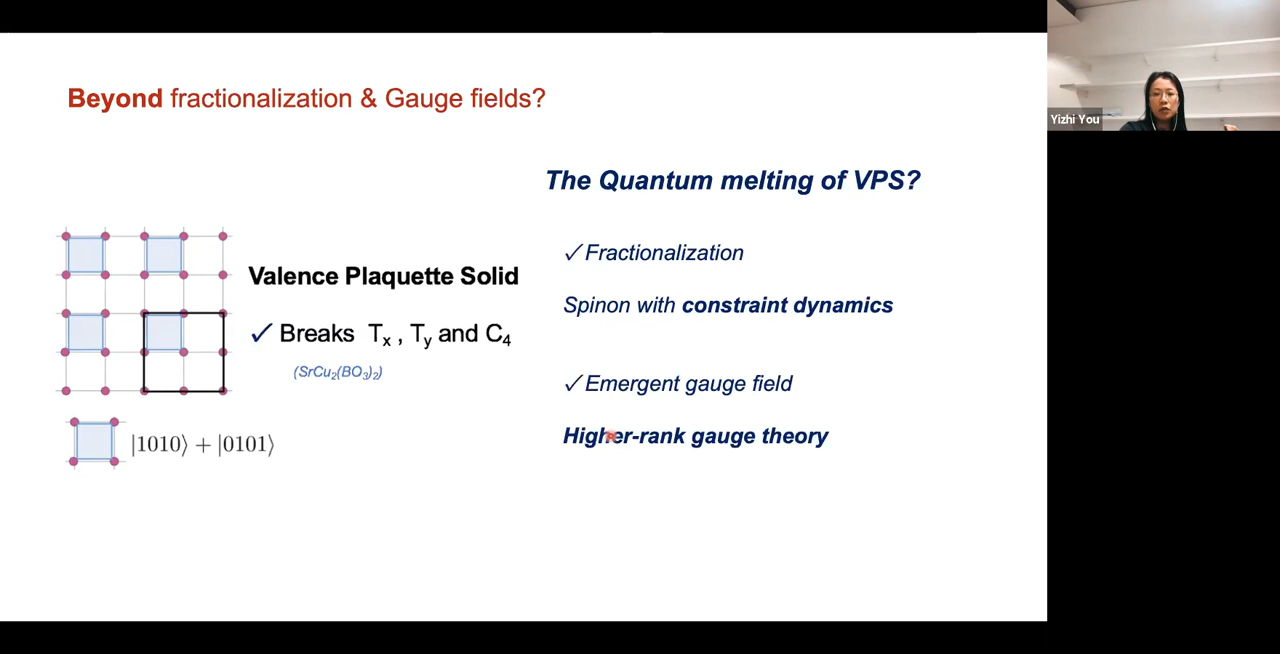 Beyond fractionalization & Gauge fields?
Yizhi You
The Quantum melting of VPS?
✓Fractionalization
Valence Plaquette Solid
Spinon with constraint dynamics
✓ Breaks Tₓ , Tᵧ and C₄
(SrCu₂(BO₃)₂)
✓Emergent gauge field
Higher-rank gauge theory
|1010⟩ + |0101⟩